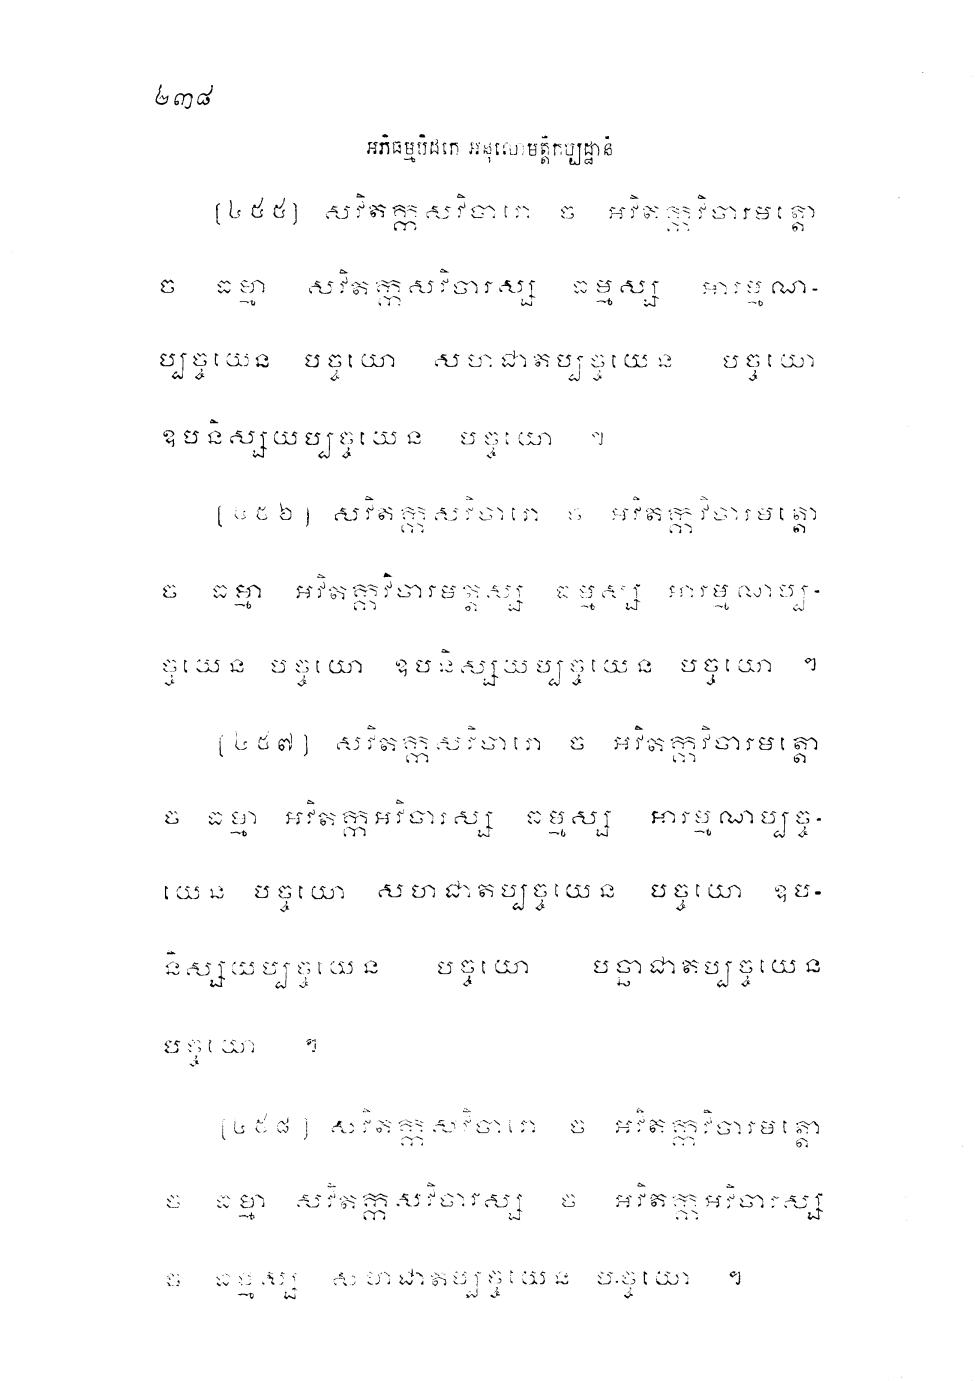 ២៣៨
អភិធម្មបិដកេ អនុលោមត្តិកប្បដ្ឋានំ
[៤៥៥] សវិតក្កសវិចារោ ច អវិតក្កវិចារមត្តោ
ច ធម្មា សវិតក្កសវិចារស្ស ធម្មស្ស អារម្មណ-
ប្បច្ចយេន បច្ចយោ សហជាតប្បច្ចយេន បច្ចយោ
ឧបនិស្សយប្បច្ចយេន បច្ចយោ ។
[៤៥៦] សវិតក្កសវិចារោ ច អវិតក្កវិចារមត្តោ
ច ធម្មា អវិតក្កវិចារមត្តស្ស ធម្មស្ស អារម្មណប្ប-
ច្ចយេន បច្ចយោ ឧបនិស្សយប្បច្ចយេន បច្ចយោ ។
[៤៥៧] សវិតក្កសវិចារោ ច អវិតក្កវិចារមត្តោ
ច ធម្មា អវិតក្កអវិចារស្ស ធម្មស្ស អារម្មណប្បច្ច-
យេន បច្ចយោ សហជាតប្បច្ចយេន បច្ចយោ ឧប-
និស្សយប្បច្ចយេន បច្ចយោ បច្ឆាជាតប្បច្ចយេន
បច្ចយោ ។
[៤៥៨] សវិតក្កសវិចារោ ច អវិតក្កវិចារមត្តោ
ច ធម្មា សវិតក្កសវិចារស្ស ច អវិតក្កអវិចារស្ស
ច ធម្មស្ស សហជាតប្បច្ចយេន បច្ចយោ ។